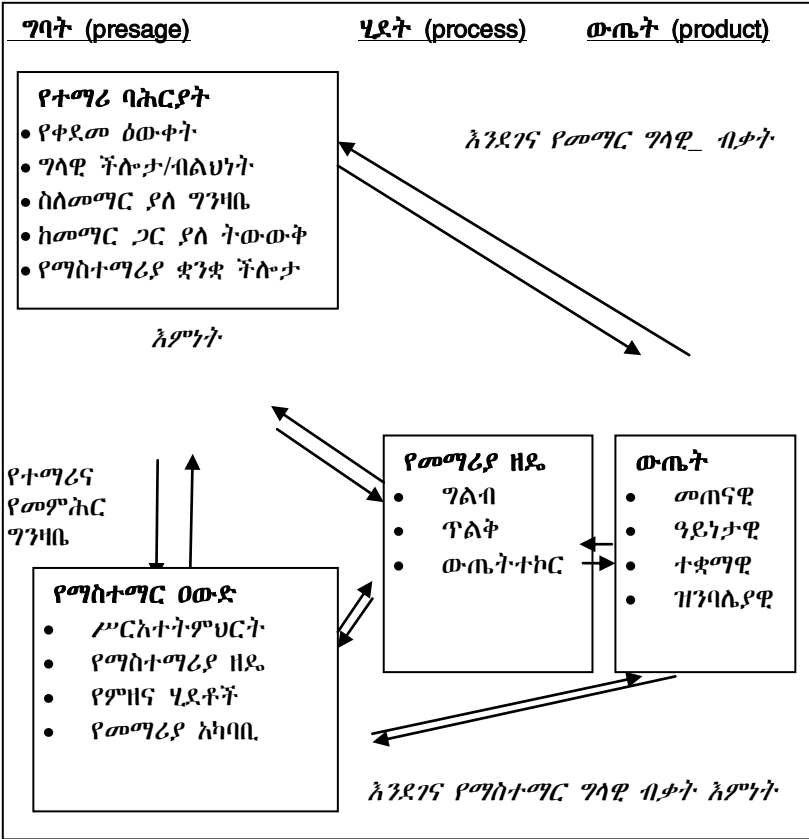 ግባት (presage) ሂደት (process) ውጤት (product)
የተማሪ ባሕርያት
• የቀደመ ዕውቀት
• ግላዊ ችሎታ/ብልህነት
• ስለመማር ያለ ግንዛቤ
• ከመማር ጋር ያለ ትውውቅ
• የማስተማሪያ ቋንቋ ችሎታ
እንደገና የመማር ግላዊ_ ብቃት
እምነት
የተማሪና
የመምሕር
ግንዛቤ
የመማሪያ ዘዴ
• ግልብ
• ጥልቅ
• ውጤትተኮር
ውጤት
• መጠናዊ
• ዓይነታዊ
• ተቋማዊ
• ዝንባሌያዊ
የማስተማር ዐውድ
• ሥርአተትምህርት
• የማስተማሪያ ዘዴ
• የምዘና ሂደቶች
• የመማሪያ አካባቢ
እንደገና የማስተማር ግላዊ ብቃት እምነት